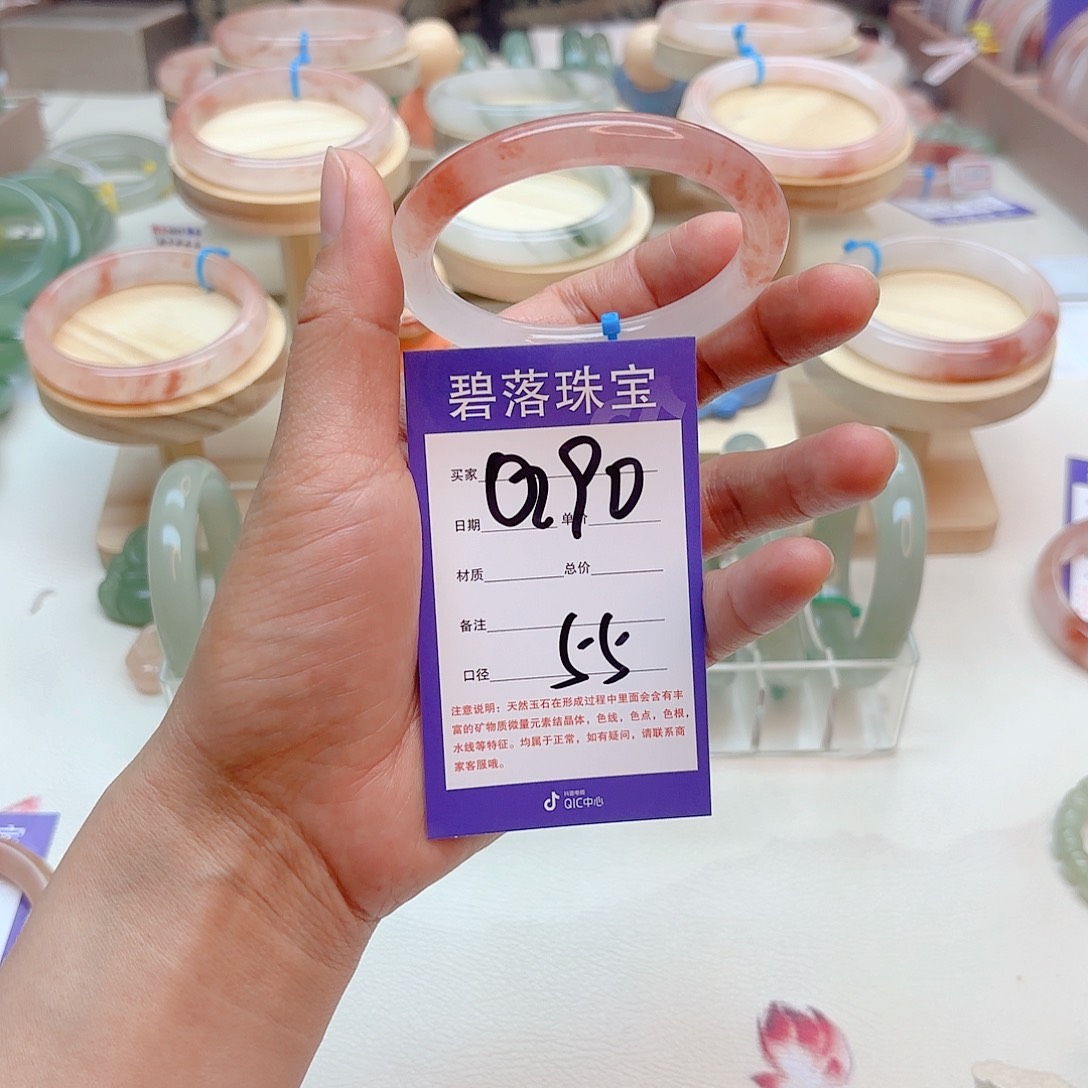 碧落珠宝
买家
Q90
日期 单价
材质 总价
备注
口径 55
注意说明：天然玉石在形成过程中里面会含有丰
富的矿物质微量元素结晶体，色线，色点，色根，
水线等特征。均属于正常，如有疑问，请联系商
家客服哦。
抖音电商
QIC中心